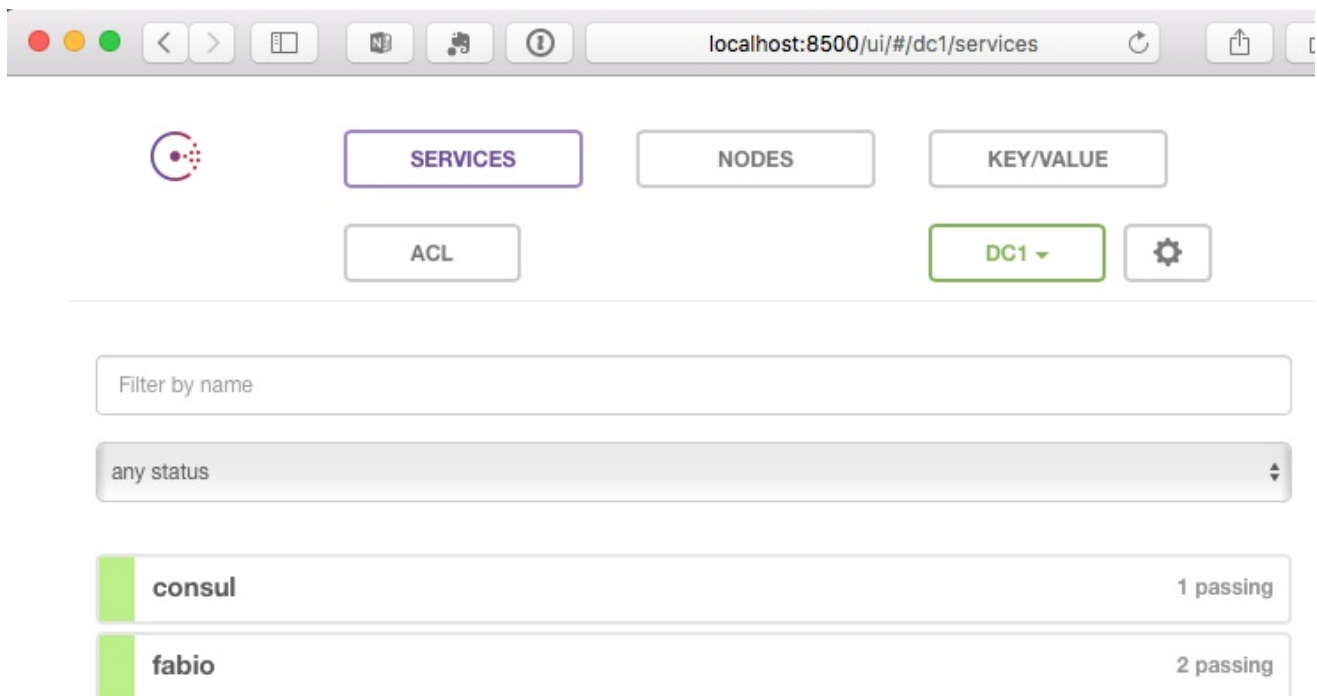 localhost:8500/ui/#/dc1/services
SERVICES
NODES
KEY/VALUE
ACL
DC1
Filter by name
any status
consul
1 passing
fabio
2 passing